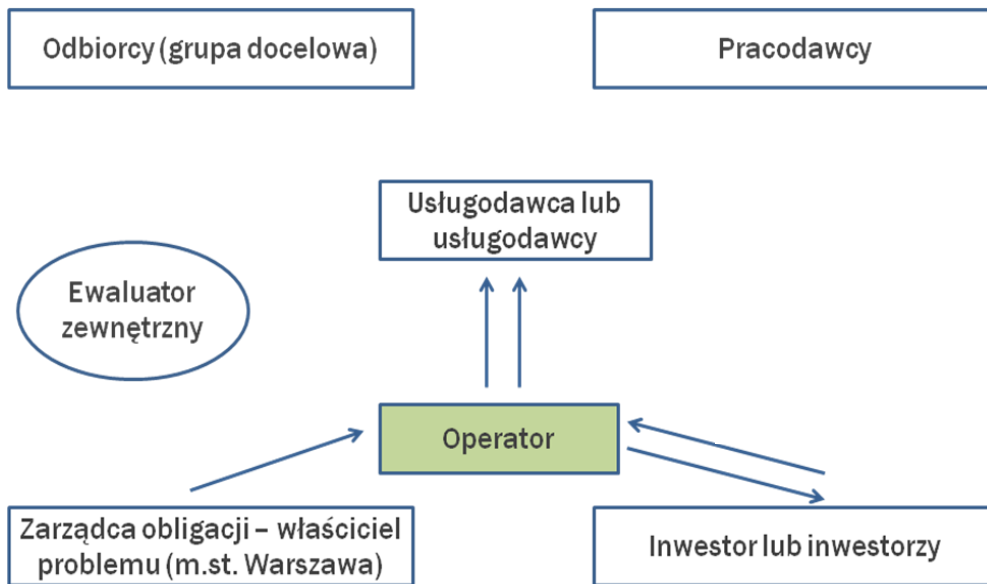 Odbiorcy (grupa docelowa)
Pracodawcy
Usługodawca lub
usługodawcy
Ewaluator
zewnętrzny
Operator
Zarządca obligacji – właściciel
problemu (m.st. Warszawa)
Inwestor lub inwestorzy